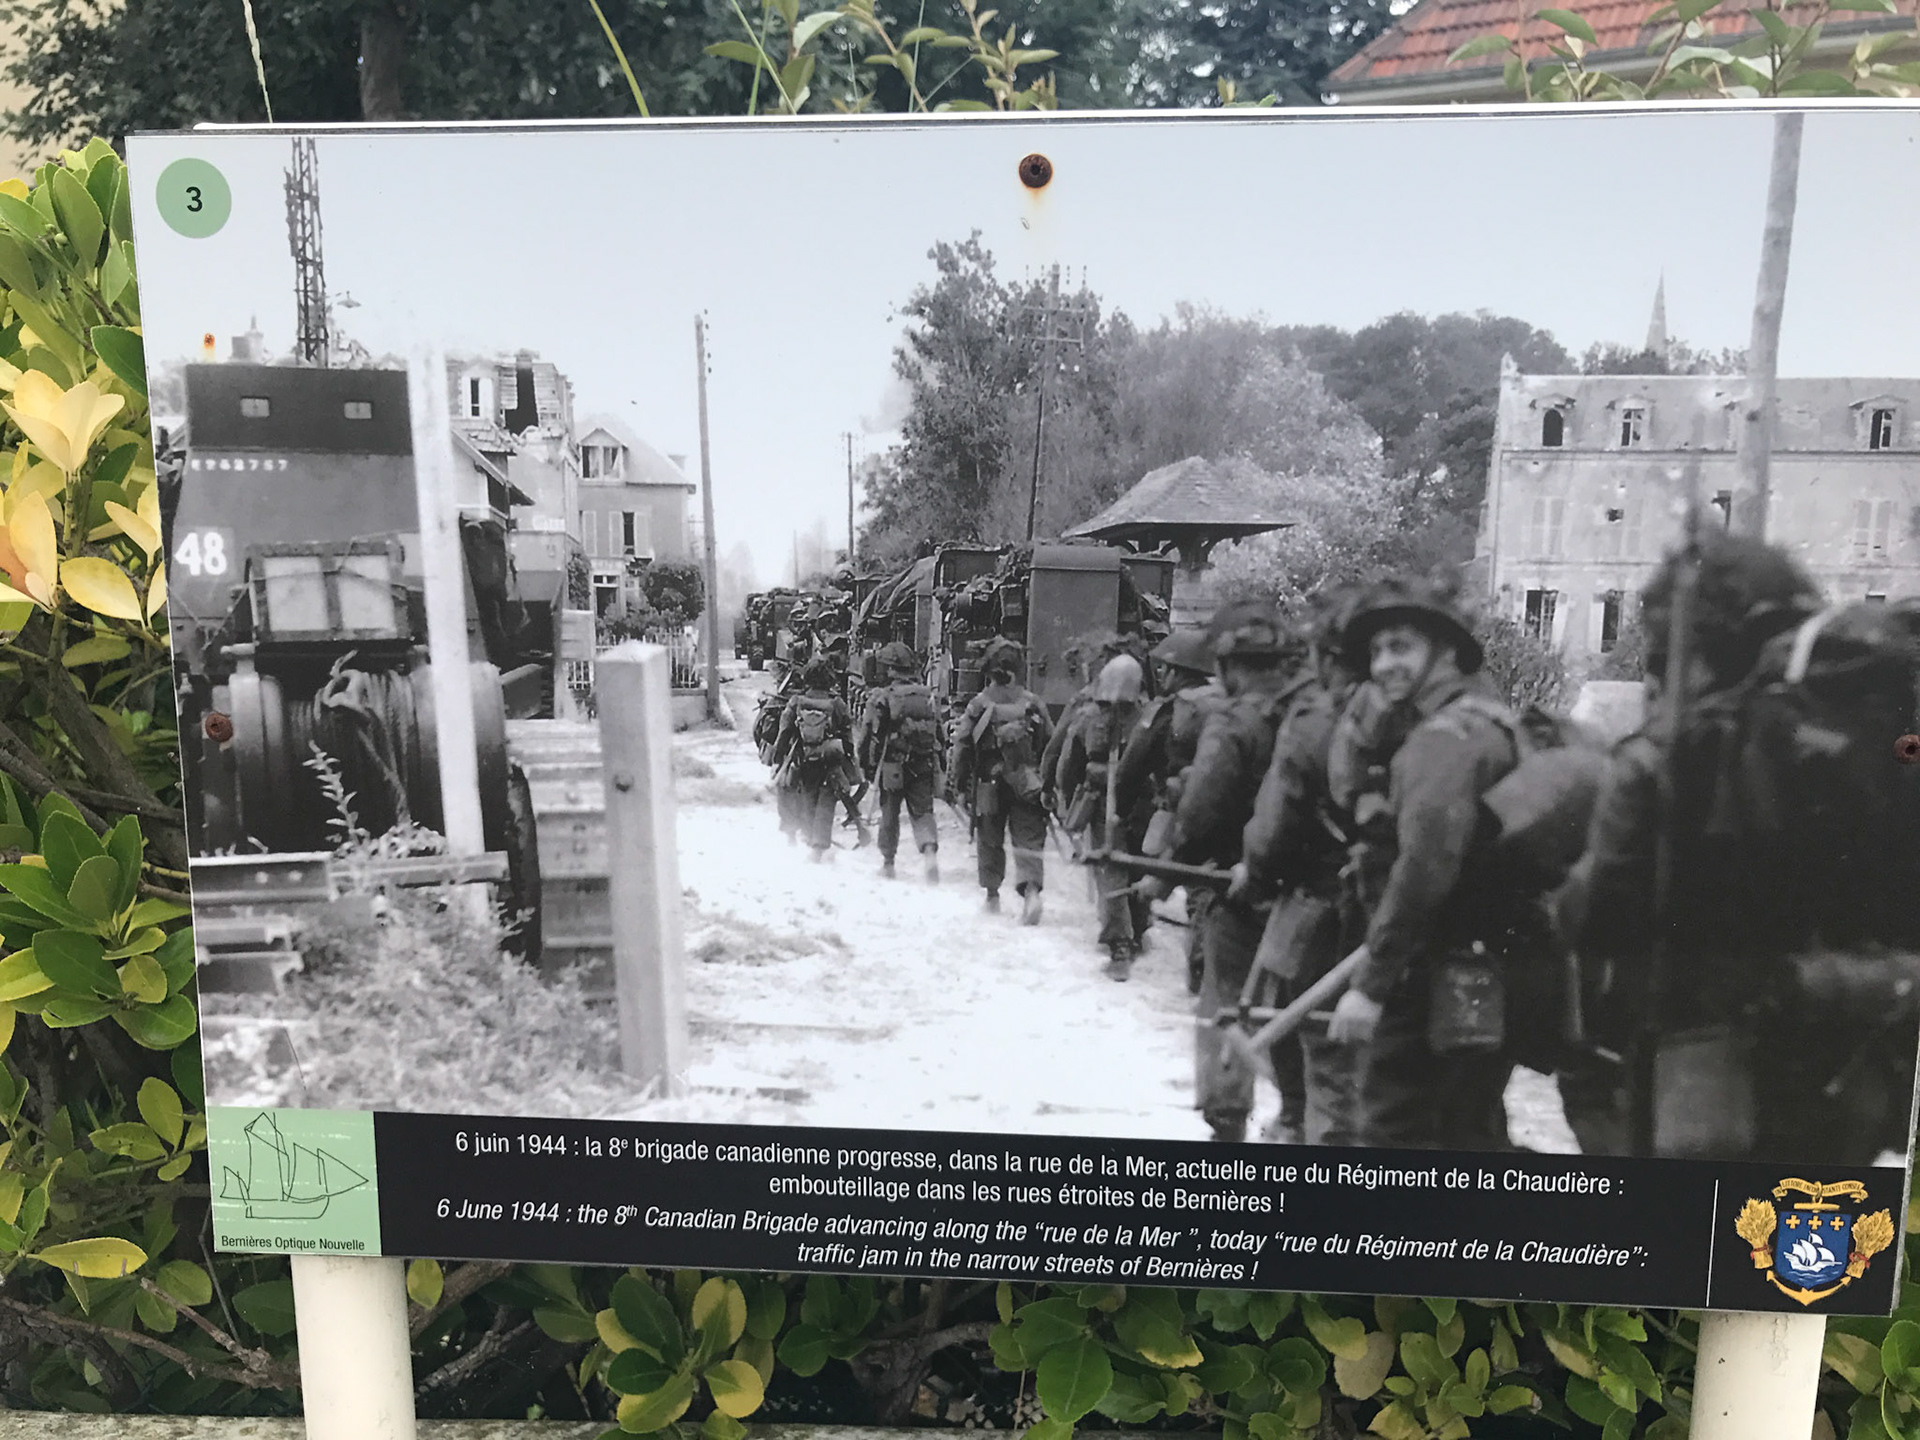 3
48
6 juin 1944 : la 8e brigade canadienne progresse, dans la rue de la Mer, actuelle rue du Régiment de la Chaudière :
embouteillage dans les rues étroites de Bernières !
6 June 1944 : the 8th Canadian Brigade advancing along the “rue de la Mer ”, today “rue du Régiment de la Chaudière”:
traffic jam in the narrow streets of Bernières !
Bernières Optique Nouvelle